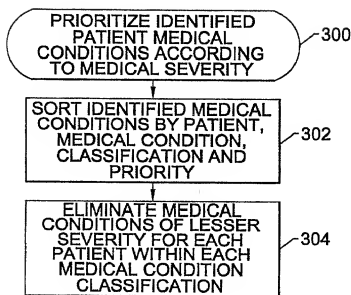 PRIORITIZE IDENTIFIED
PATIENT MEDICAL
CONDITIONS ACCORDING
TO MEDICAL SEVERITY
300
SORT IDENTIFIED MEDICAL
CONDITIONS BY PATIENT,
MEDICAL CONDITION,
CLASSIFICATION AND
PRIORITY
302
ELIMINATE MEDICAL
CONDITIONS OF LESSER
SEVERITY FOR EACH
PATIENT WITHIN EACH
MEDICAL CONDITION
CLASSIFICATION
304